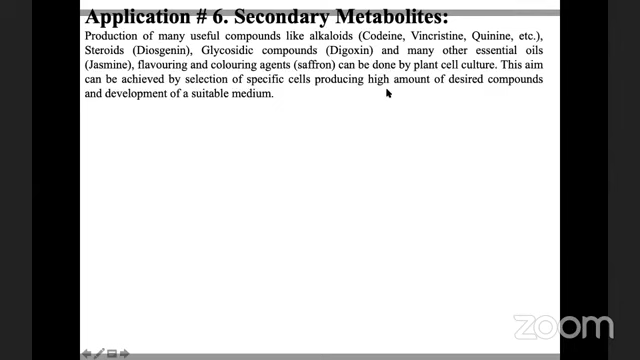 Application # 6. Secondary Metabolites:
Production of many useful compounds like alkaloids (Codeine, Vincristine, Quinine, etc.),
Steroids (Diosgenin), Glycosidic compounds (Digoxin) and many other essential oils
(Jasmine), flavouring and colouring agents (saffron) can be done by plant cell culture. This aim
can be achieved by selection of specific cells producing high amount of desired compounds
and development of a suitable medium.
zoom